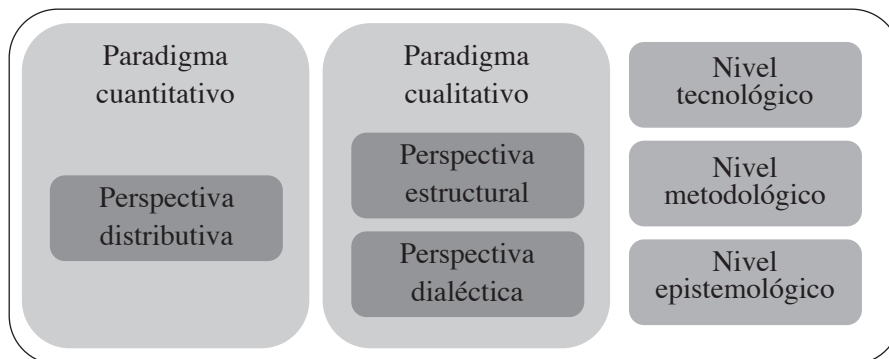 Paradigma
cuantitativo
Perspectiva
distributiva
Paradigma
cualitativo
Perspectiva
estructural
Perspectiva
dialéctica
Nivel
tecnológico
Nivel
metodológico
Nivel
epistemológico